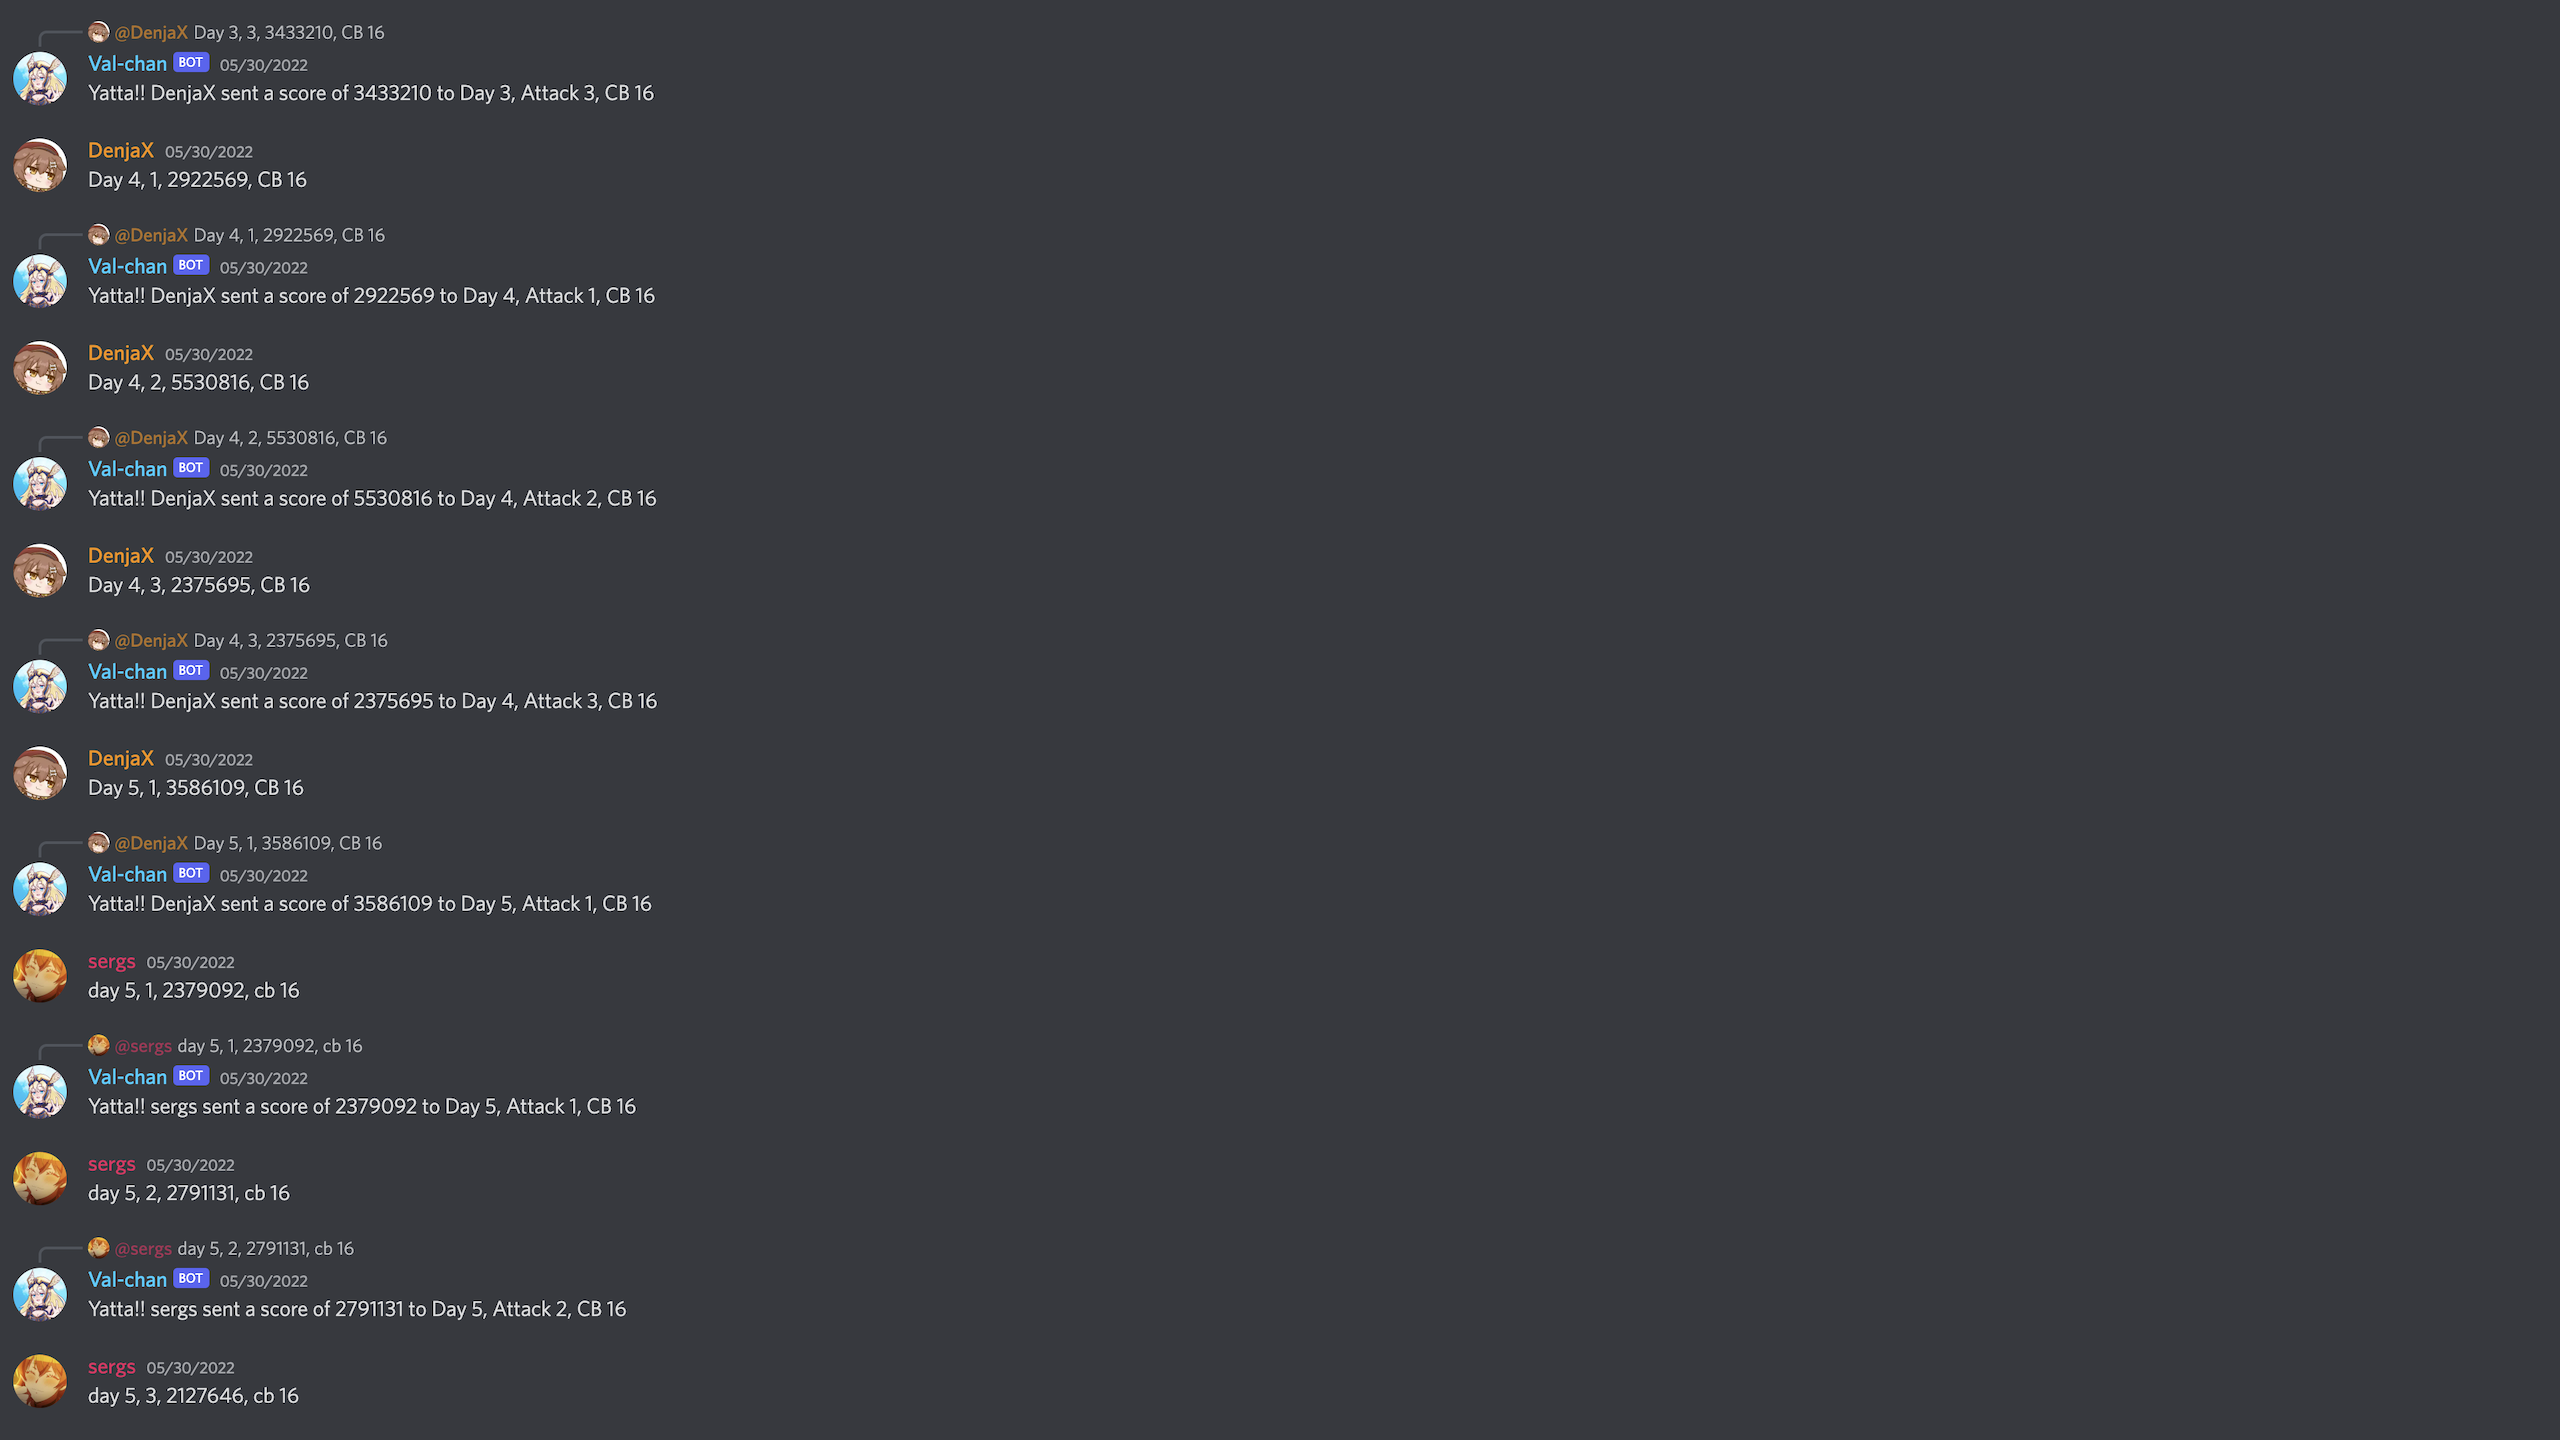 @DenjaX Day 3, 3, 3433210, CB 16
Val-chan BOT 05/30/2022
Yatta!! DenjaX sent a score of 3433210 to Day 3, Attack 3, CB 16
DenjaX 05/30/2022
Day 4, 1, 2922569, CB 16
@DenjaX Day 4, 1, 2922569, CB 16
Val-chan BOT 05/30/2022
Yatta!! DenjaX sent a score of 2922569 to Day 4, Attack 1, CB 16
DenjaX 05/30/2022
Day 4, 2, 5530816, CB 16
@DenjaX Day 4, 2, 5530816, CB 16
Val-chan BOT 05/30/2022
Yatta!! DenjaX sent a score of 5530816 to Day 4, Attack 2, CB 16
DenjaX 05/30/2022
Day 4, 3, 2375695, CB 16
@DenjaX Day 4, 3, 2375695, CB 16
Val-chan BOT 05/30/2022
Yatta!! DenjaX sent a score of 2375695 to Day 4, Attack 3, CB 16
DenjaX 05/30/2022
Day 5, 1, 3586109, CB 16
@DenjaX Day 5, 1, 3586109, CB 16
Val-chan BOT 05/30/2022
Yatta!! DenjaX sent a score of 3586109 to Day 5, Attack 1, CB 16
sergs 05/30/2022
day 5, 1, 2379092, cb 16
@sergs day 5, 1, 2379092, cb 16
Val-chan BOT 05/30/2022
Yatta!! sergs sent a score of 2379092 to Day 5, Attack 1, CB 16
sergs 05/30/2022
day 5, 2, 2791131, cb 16
@sergs day 5, 2, 2791131, cb 16
Val-chan BOT 05/30/2022
Yatta!! sergs sent a score of 2791131 to Day 5, Attack 2, CB 16
sergs 05/30/2022
day 5, 3, 2127646, cb 16